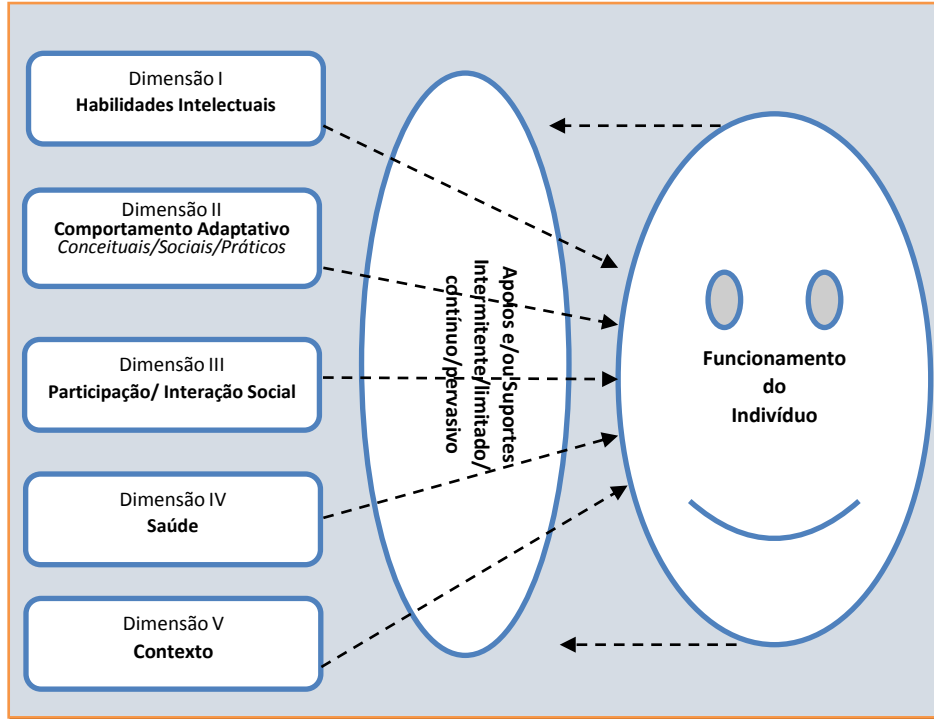 Dimensão I
Habilidades Intelectuais
Dimensão II
Comportamento Adaptativo
Conceituais/Sociais/Práticos
Dimensão III
Participação/ Interação Social
Dimensão IV
Saúde
Dimensão V
Contexto
Apoios e/ou Suportes
Intermitente/limitado/
contínuo/pervasivo
Funcionamento
do
Indivíduo